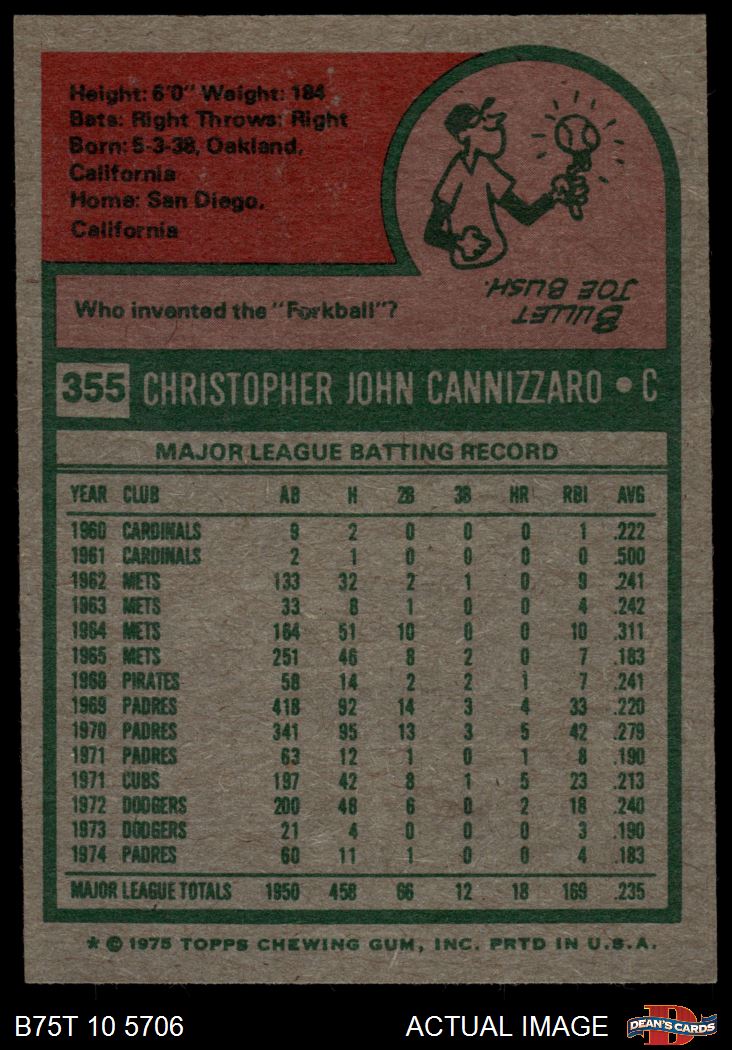 Height: 6'0" Weight: 184
Bats: Right Throws: Right
Born: 5-3-38, Oakland,
California
Home: San Diego,
California
Who invented the "Forkball"?
BULLET
JOE BUSH.
355 CHRISTOPHER JOHN CANNIZZARO • C
MAJOR LEAGUE BATTING RECORD
YEAR CLUB AB H 2B 3B HR RBI AVG
1960 CARDINALS 9 2 0 0 0 1 .222
1961 CARDINALS 2 1 0 0 0 0 .500
1962 METS 133 32 2 1 0 9 .241
1963 METS 33 8 1 0 0 4 .242
1964 METS 164 51 10 0 0 10 .311
1965 METS 251 46 8 2 0 7 .183
1968 PIRATES 58 14 2 2 1 7 .241
1969 PADRES 418 92 14 3 4 33 .220
1970 PADRES 341 95 13 3 5 42 .279
1971 PADRES 63 12 1 0 1 8 .190
1971 CUBS 197 42 8 1 5 23 .213
1972 DODGERS 200 48 6 0 2 18 .240
1973 DODGERS 21 4 0 0 0 3 .190
1974 PADRES 60 11 1 0 0 4 .183
MAJOR LEAGUE TOTALS 1950 458 66 12 18 169 .235
* © 1975 TOPPS CHEWING GUM, INC. PRTD IN U.S.A.
B75T 10 5706 ACTUAL IMAGE DEAN'S CARDS